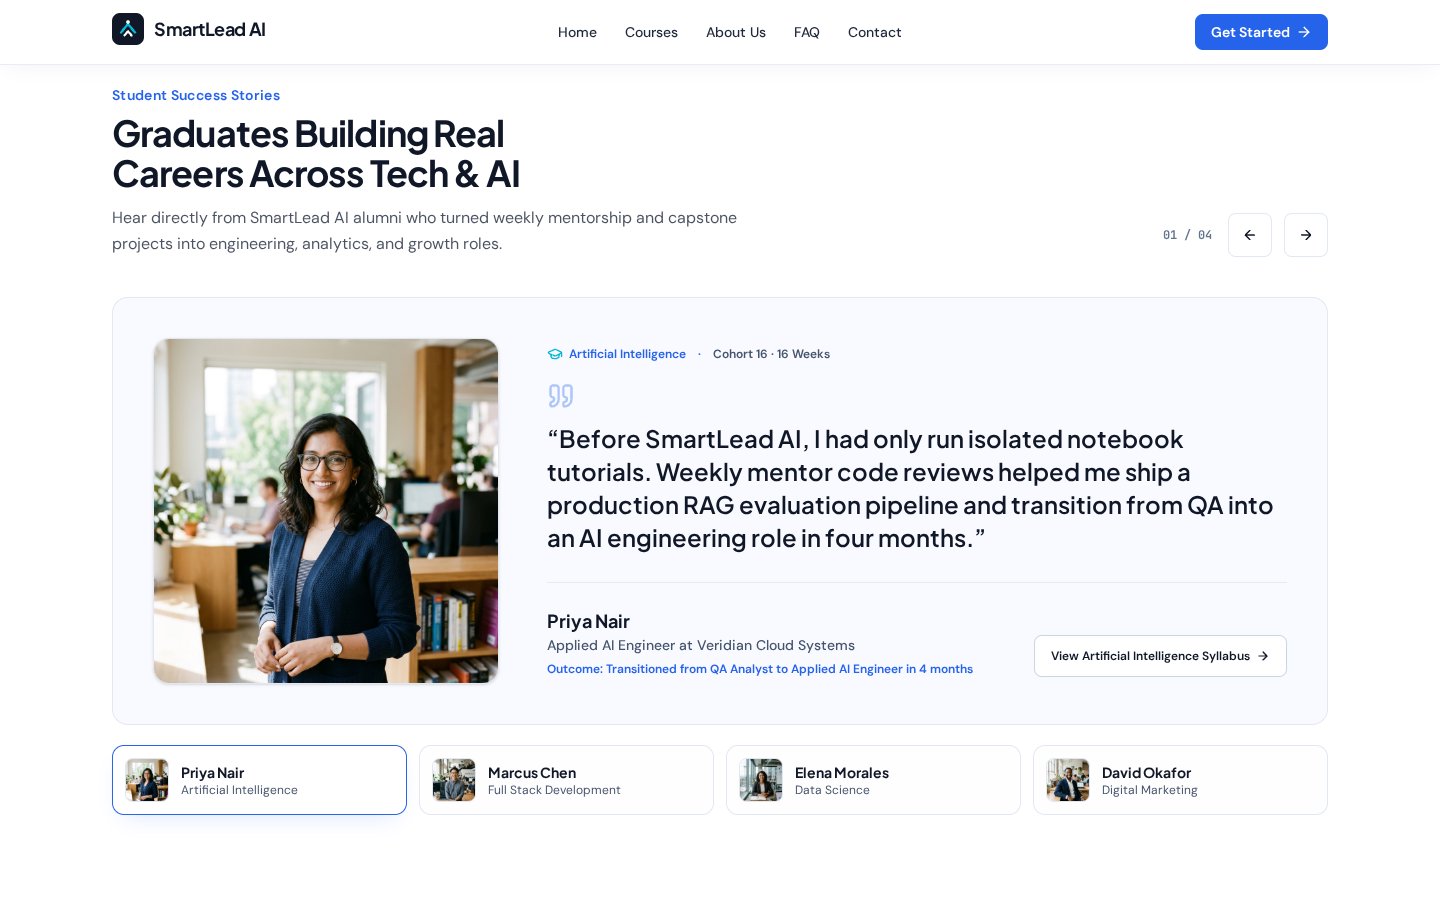 SmartLead AI
Home
Courses
About Us
FAQ
Contact
Get Started
Student Success Stories
Graduates Building Real
Careers Across Tech & AI
Hear directly from SmartLead AI alumni who turned weekly mentorship and capstone
projects into engineering, analytics, and growth roles.
01 / 04
Artificial Intelligence · Cohort 16 · 16 Weeks
“Before SmartLead AI, I had only run isolated notebook
tutorials. Weekly mentor code reviews helped me ship a
production RAG evaluation pipeline and transition from QA into
an AI engineering role in four months.”
Priya Nair
Applied AI Engineer at Veridian Cloud Systems
Outcome: Transitioned from QA Analyst to Applied AI Engineer in 4 months
View Artificial Intelligence Syllabus
Priya Nair
Artificial Intelligence
Marcus Chen
Full Stack Development
Elena Morales
Data Science
David Okafor
Digital Marketing